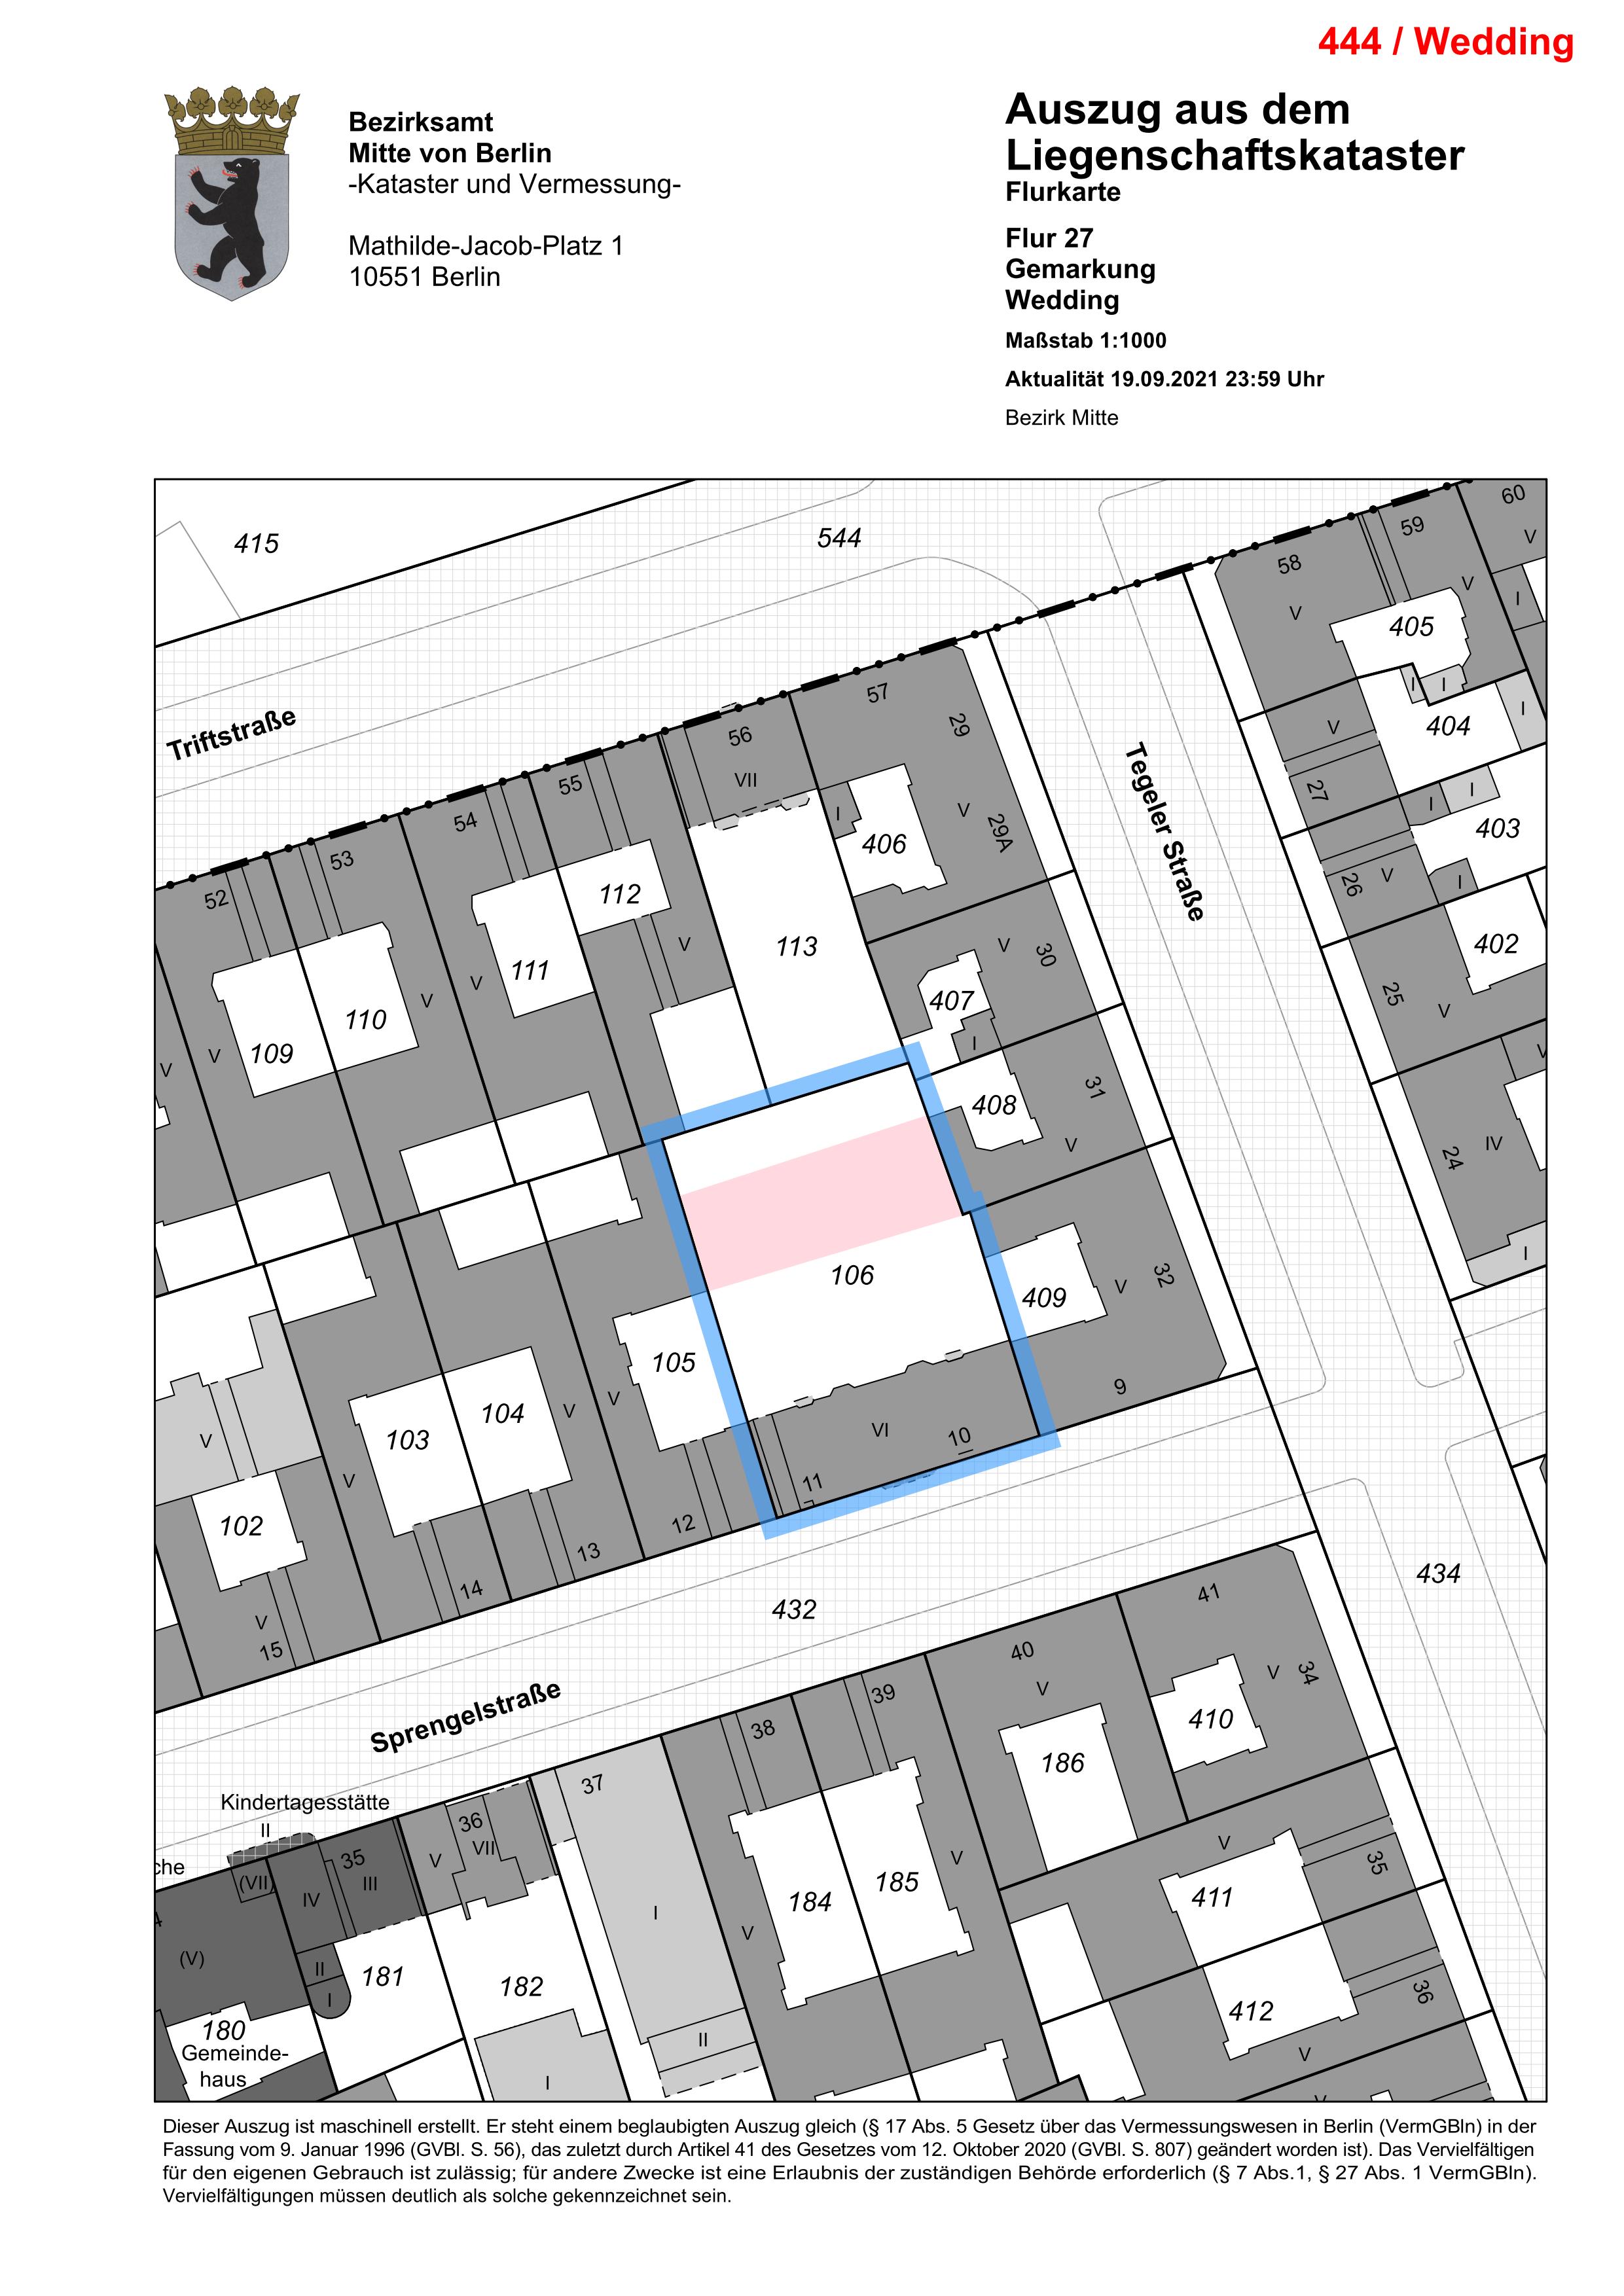 444 / Wedding
Bezirksamt
Mitte von Berlin
-Kataster und Vermessung-
Mathilde-Jacob-Platz 1
10551 Berlin
Auszug aus dem
Liegenschaftskataster
Flurkarte
Flur 27
Gemarkung
Wedding
Maßstab 1:1000
Aktualität 19.09.2021 23:59 Uhr
Bezirk Mitte
415
544
60
59
58
V
V
V
I
405
I
I
I
404
V
27
Triftstraße
57
29
56
VII
55
54
53
52
Tegeler Straße
I
V
29A
406
I
I
403
26
V
I
112
113
V
111
V
V
30
402
407
I
25
V
110
V
109
V
V
408
31
V
V
24
IV
I
106
409
V
32
105
V
103
104
V
V
V
VI
10
11
9
102
V
15
14
13
12
432
434
41
40
V
V
34
39
38
410
186
Sprengelstraße
37
Kindertagesstätte
II
che
36
VII
V
35
III
IV
(VII)
(V)
4
I
V
184
185
V
V
35
411
II
I
181
182
36
412
V
180
Gemeinde-
haus
II
I
V
Dieser Auszug ist maschinell erstellt. Er steht einem beglaubigten Auszug gleich (§ 17 Abs. 5 Gesetz über das Vermessungswesen in Berlin (VermGBln) in der
Fassung vom 9. Januar 1996 (GVBl. S. 56), das zuletzt durch Artikel 41 des Gesetzes vom 12. Oktober 2020 (GVBl. S. 807) geändert worden ist). Das Vervielfältigen
für den eigenen Gebrauch ist zulässig; für andere Zwecke ist eine Erlaubnis der zuständigen Behörde erforderlich (§ 7 Abs.1, § 27 Abs. 1 VermGBln).
Vervielfältigungen müssen deutlich als solche gekennzeichnet sein.